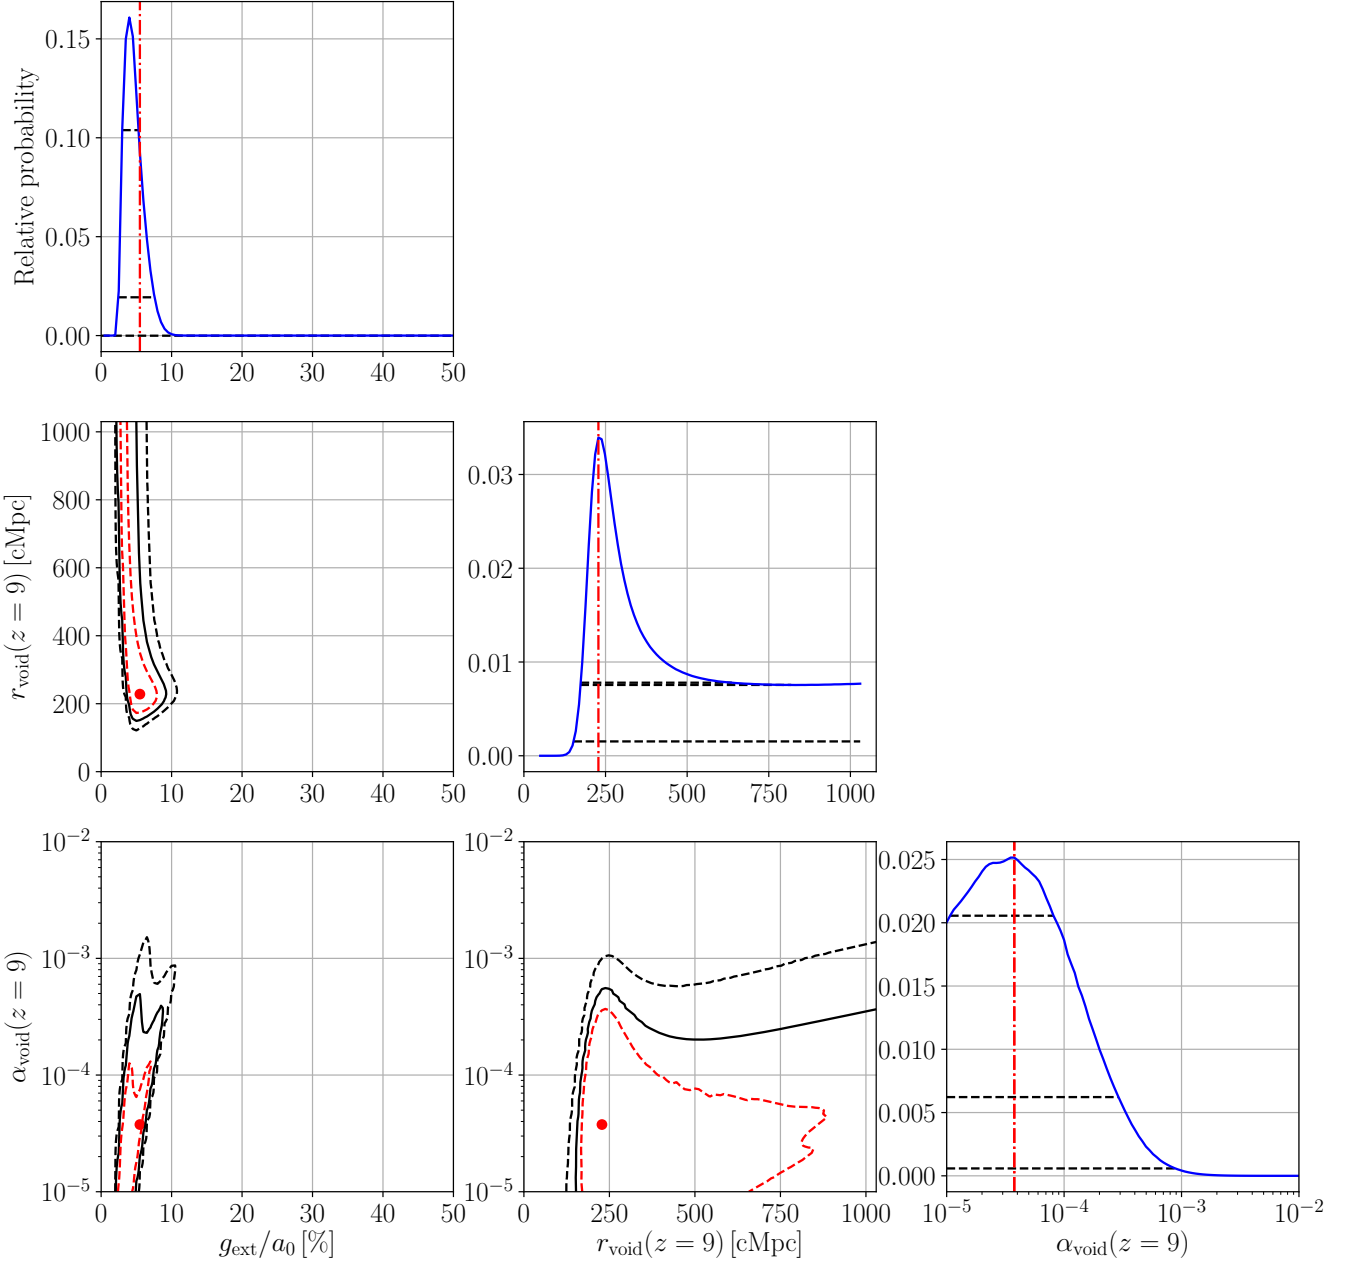 0.15
0.10
0.05
0.00
Relative probability
0 10 20 30 40 50
1000
800
600
400
200
0
r_void(z = 9) [cMpc]
0 10 20 30 40 50
0.03
0.02
0.01
0.00
0 250 500 750 1000
10^{-2}
10^{-3}
10^{-4}
10^{-5}
α_void(z = 9)
0 10 20 30 40 50
g_ext/a_0 [%]
10^{-2}
10^{-3}
10^{-4}
10^{-5}
0 250 500 750 1000
r_void(z = 9) [cMpc]
0.025
0.020
0.015
0.010
0.005
0.000
10^{-5} 10^{-4} 10^{-3} 10^{-2}
α_void(z = 9)